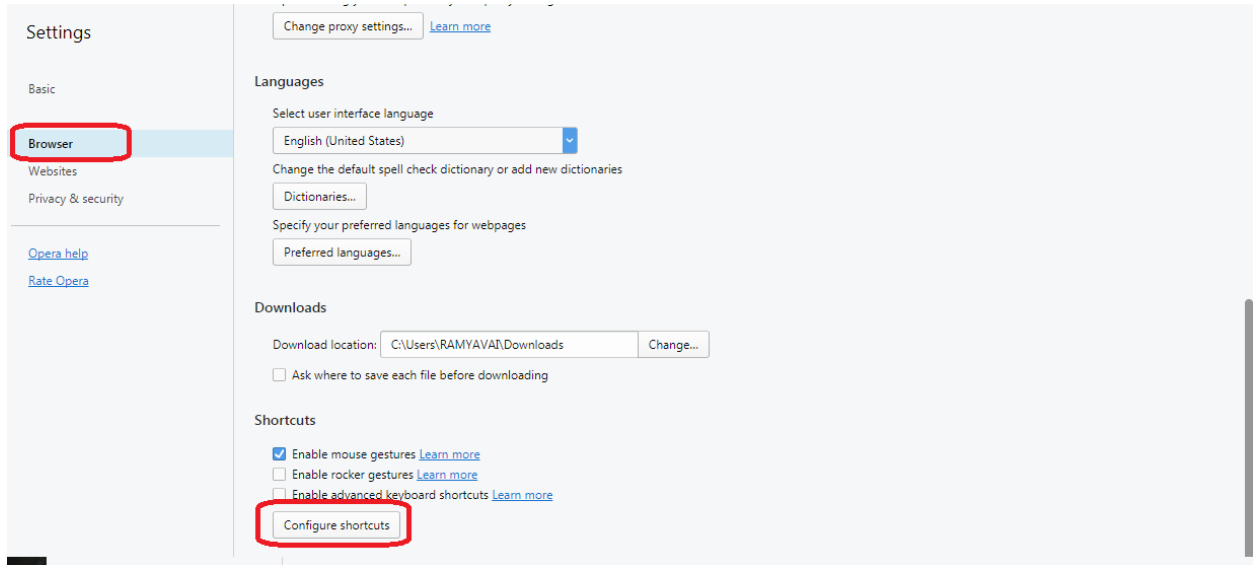 Settings
Basic
Browser
Websites
Privacy & security
Opera help
Rate Opera
Change proxy settings... Learn more
Languages
Select user interface language
English (United States)
Change the default spell check dictionary or add new dictionaries
Dictionaries...
Specify your preferred languages for webpages
Preferred languages...
Downloads
Download location: C:\Users\RAMYAVAI\Downloads Change...
Ask where to save each file before downloading
Shortcuts
Enable mouse gestures Learn more
Enable rocker gestures Learn more
Enable advanced keyboard shortcuts Learn more
Configure shortcuts